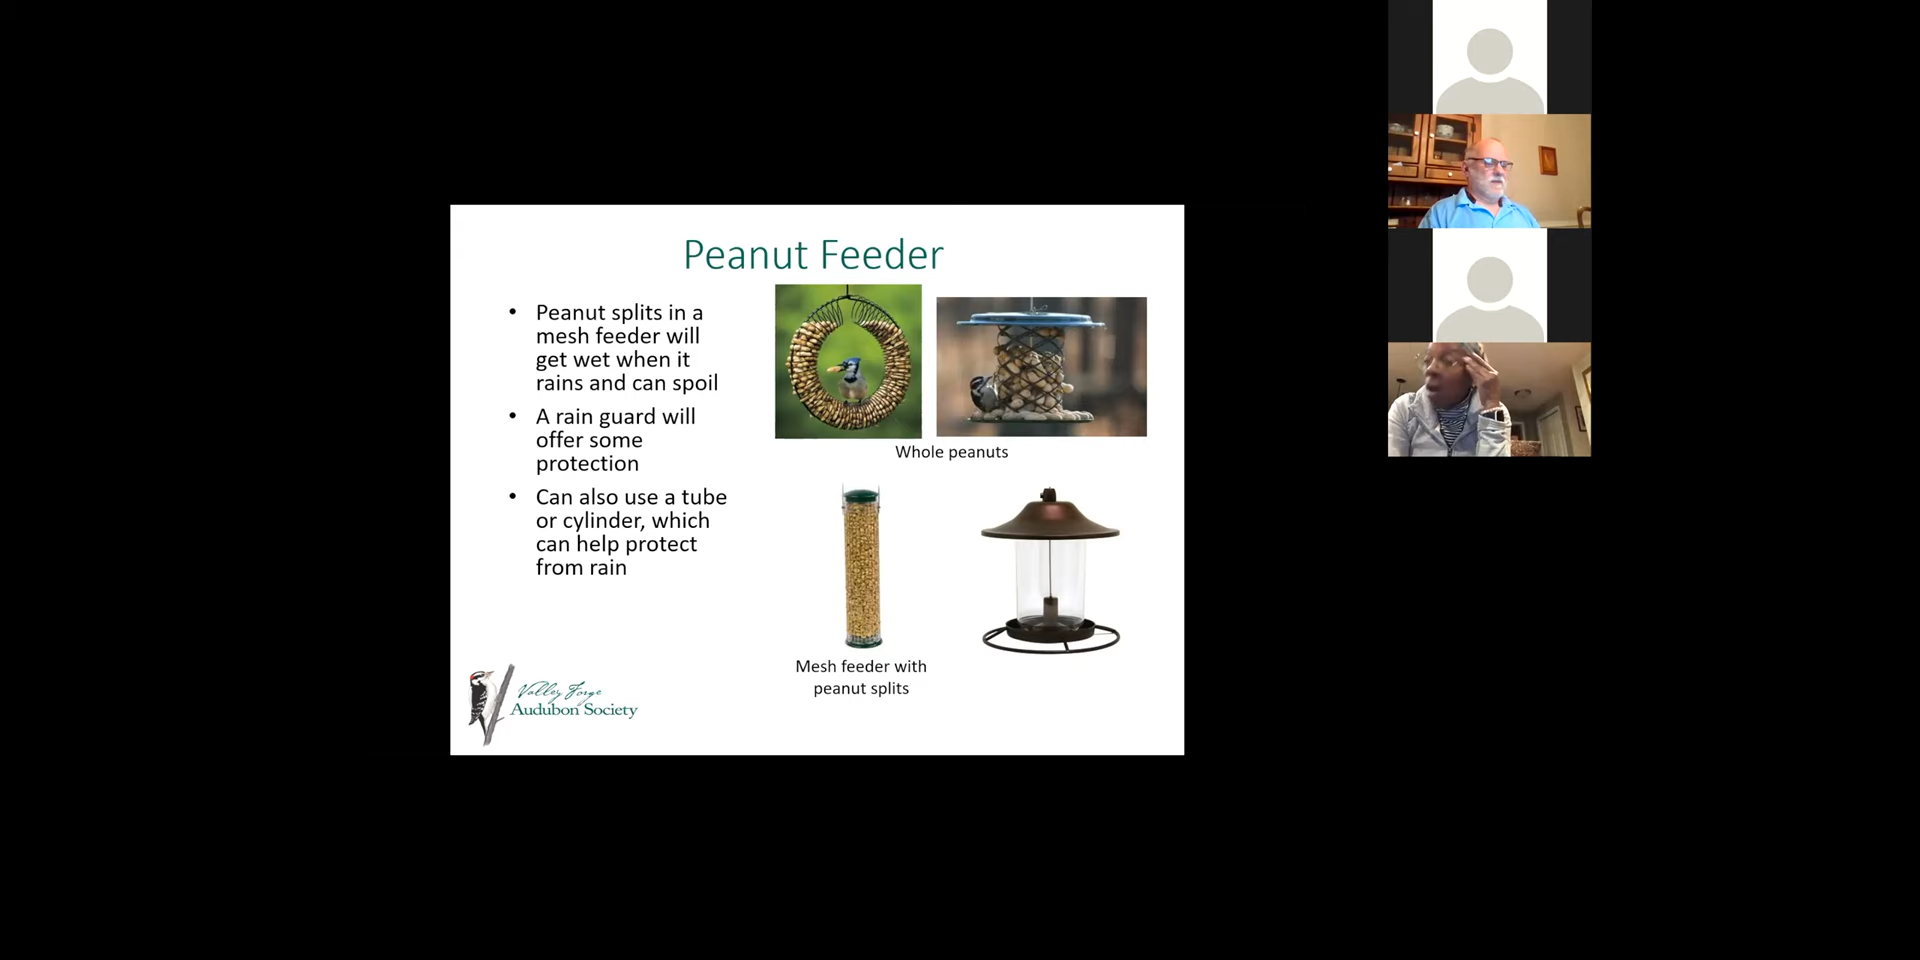 Peanut Feeder
• Peanut splits in a
mesh feeder will
get wet when it
rains and can spoil
• A rain guard will
offer some
protection
• Can also use a tube
or cylinder, which
can help protect
from rain
Whole peanuts
Mesh feeder with
peanut splits
Valley Forge
Audubon Society